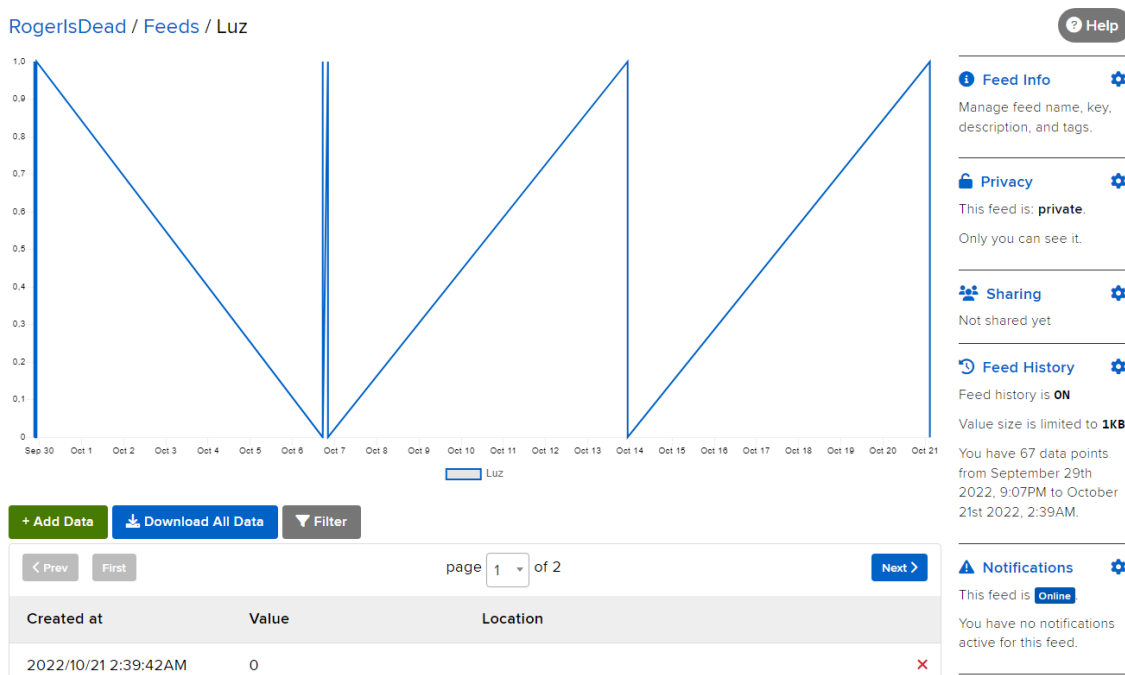 RogerIsDead / Feeds / Luz
Help
1,0
0,9
0,8
0,7
0,6
0,5
0,4
0,3
0,2
0,1
0
Sep 30 Oct 1 Oct 2 Oct 3 Oct 4 Oct 5 Oct 6 Oct 7 Oct 8 Oct 9 Oct 10 Oct 11 Oct 12 Oct 13 Oct 14 Oct 15 Oct 16 Oct 17 Oct 18 Oct 19 Oct 20 Oct 21
Luz
+ Add Data Download All Data Filter
Prev First page 1 of 2 Next
Created at Value Location
2022/10/21 2:39:42AM 0
Feed Info
Manage feed name, key,
description, and tags.
Privacy
This feed is: private.
Only you can see it.
Sharing
Not shared yet
Feed History
Feed history is ON
Value size is limited to 1KB
You have 67 data points
from September 29th
2022, 9:07PM to October
21st 2022, 2:39AM.
Notifications
This feed is Online.
You have no notifications
active for this feed.